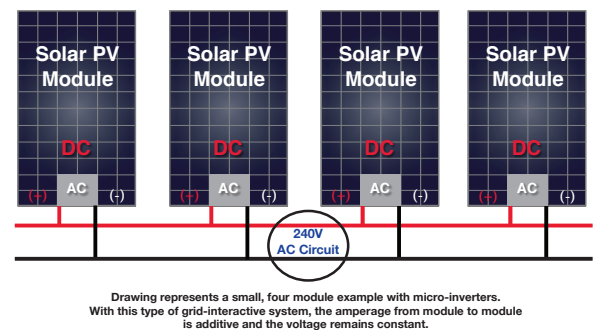 Solar PV
Module
DC
AC
(+)
(-)
Solar PV
Module
DC
AC
(+)
(-)
Solar PV
Module
DC
AC
(+)
(-)
Solar PV
Module
DC
AC
(+)
(-)
240V
AC Circuit
Drawing represents a small, four module example with micro-inverters.
With this type of grid-interactive system, the amperage from module to module
is additive and the voltage remains constant.